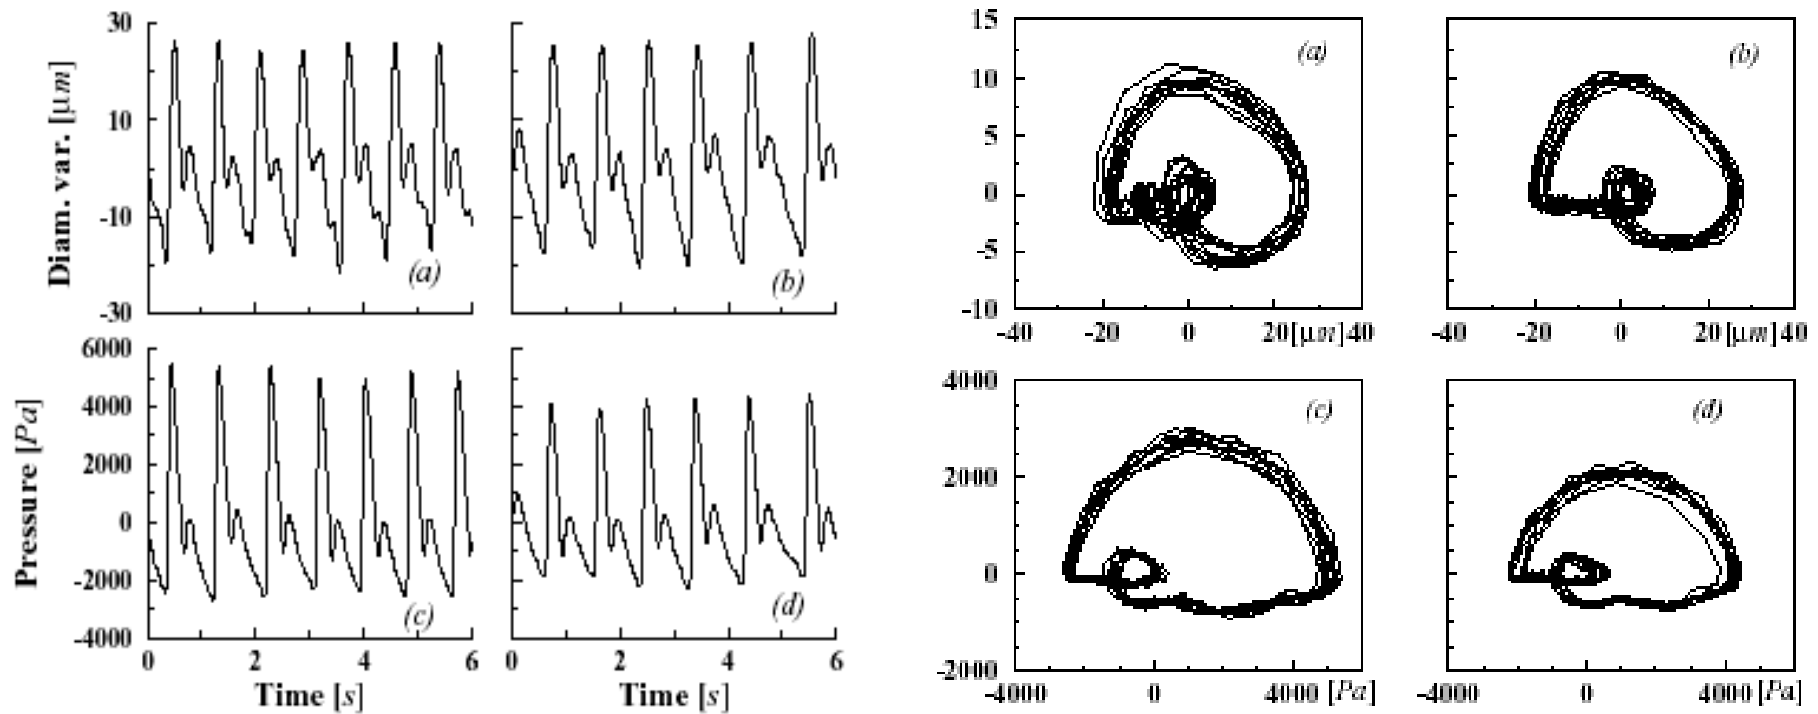 30
10
-10
-30
Diam. var. [μm]
(a)
(b)
6000
4000
2000
0
-2000
-4000
Pressure [Pa]
(c)
(d)
0 2 4 6
0 2 4 6
Time [s]
Time [s]
15
10
5
0
-5
-10
(a)
(b)
-40 -20 0 20[μm]40
-40 -20 0 20[μm]40
4000
2000
0
-2000
(c)
(d)
-4000 0 4000 [Pa]
-4000 0 4000 [Pa]